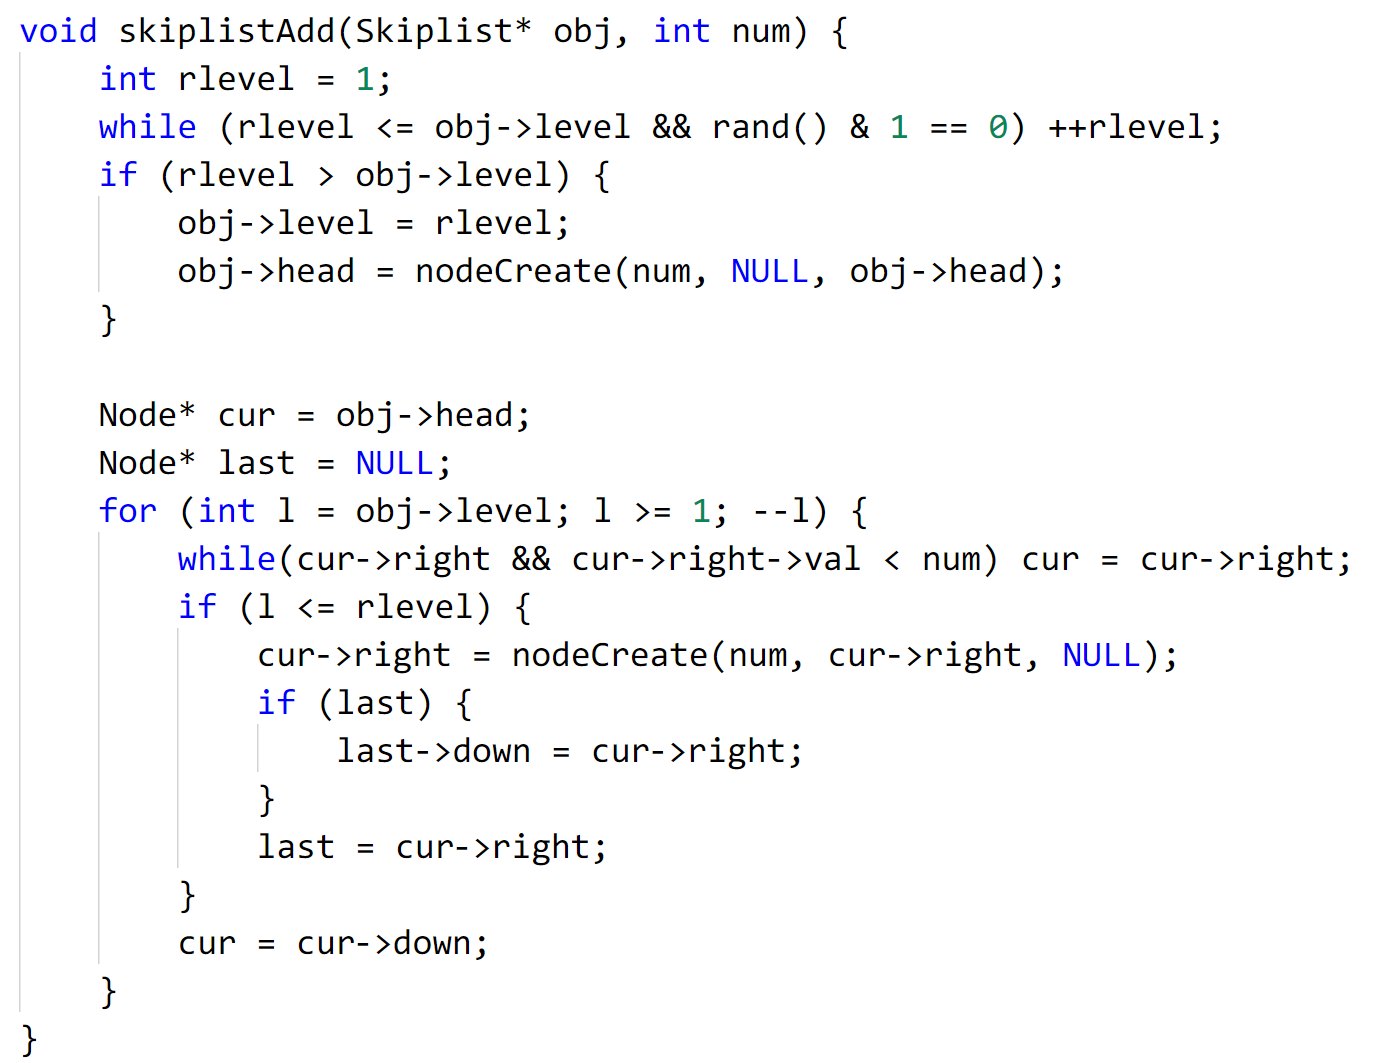 void skiplistAdd(Skiplist* obj, int num) {
    int rlevel = 1;
    while (rlevel <= obj->level && rand() & 1 == 0) ++rlevel;
    if (rlevel > obj->level) {
        obj->level = rlevel;
        obj->head = nodeCreate(num, NULL, obj->head);
    }

    Node* cur = obj->head;
    Node* last = NULL;
    for (int l = obj->level; l >= 1; --l) {
        while(cur->right && cur->right->val < num) cur = cur->right;
        if (l <= rlevel) {
            cur->right = nodeCreate(num, cur->right, NULL);
            if (last) {
                last->down = cur->right;
            }
            last = cur->right;
        }
        cur = cur->down;
    }
}